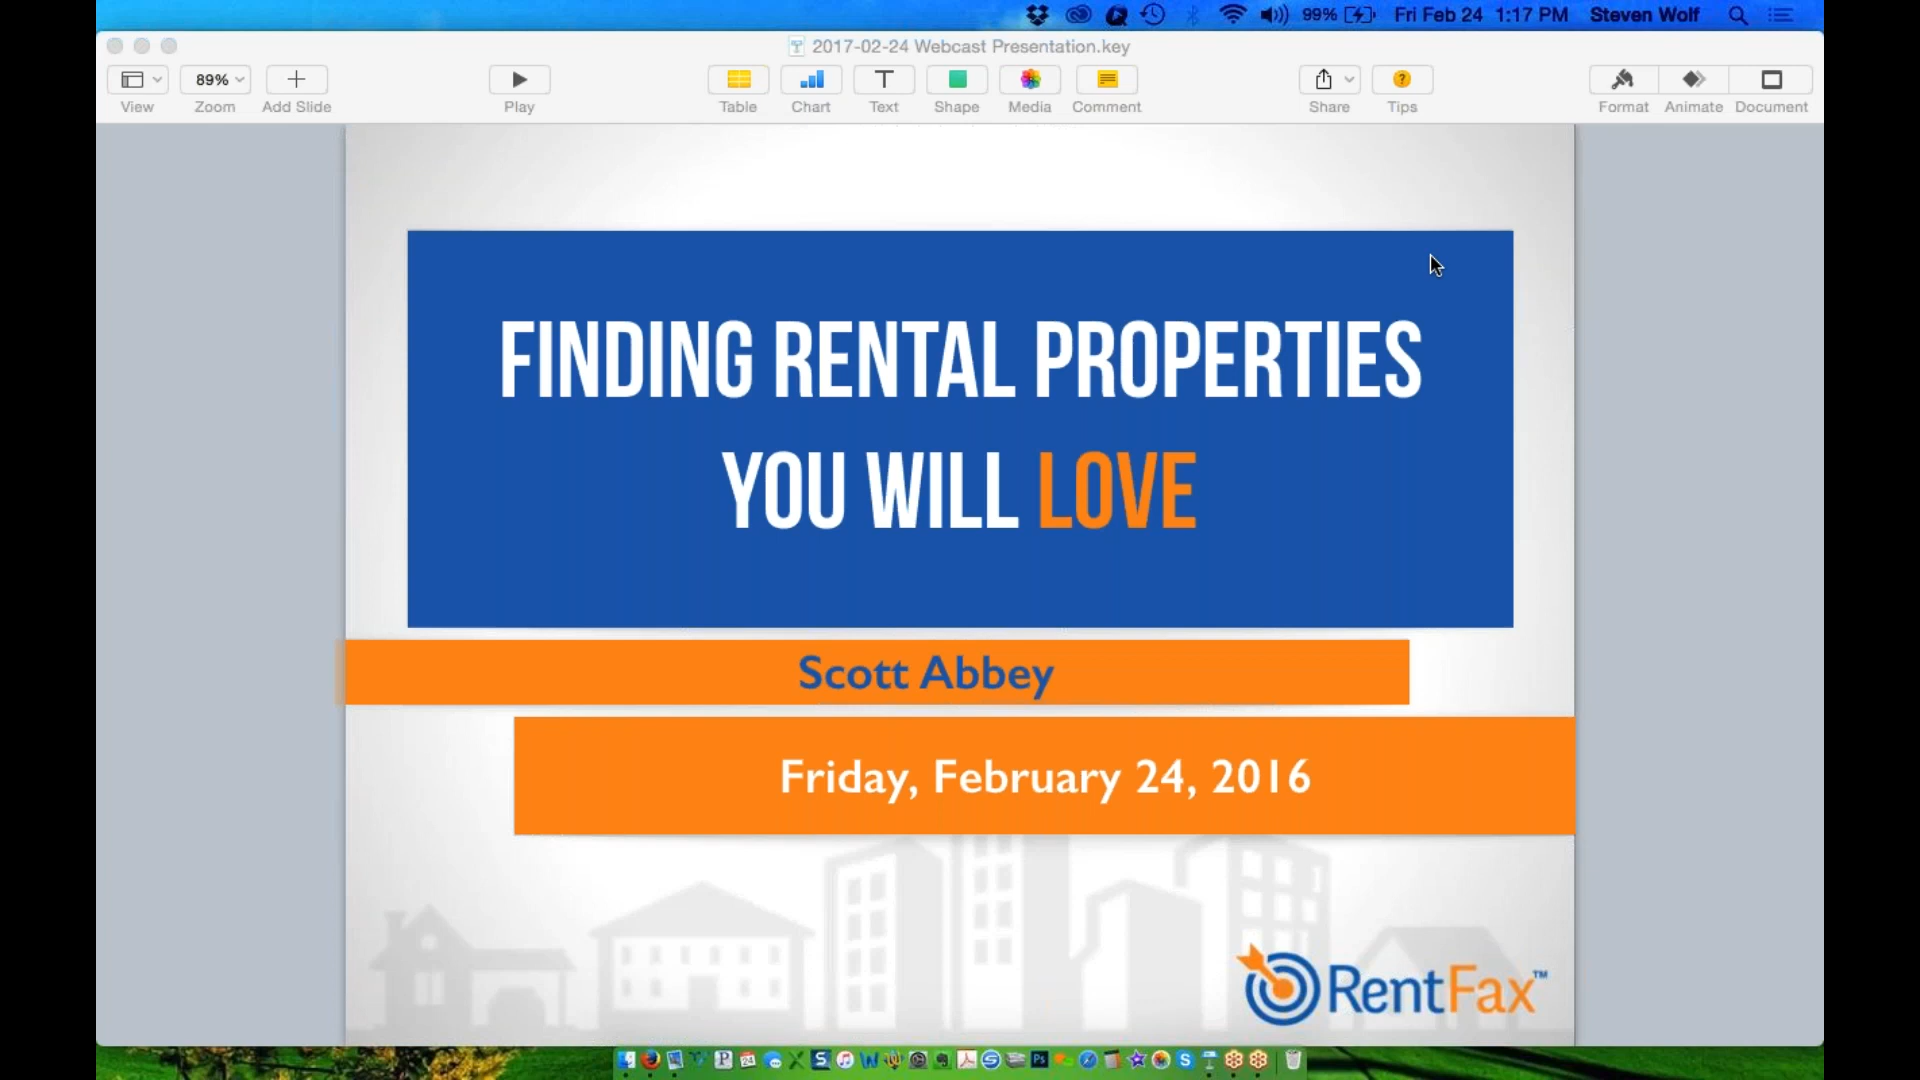 99% Fri Feb 24 1:17 PM Steven Wolf
2017-02-24 Webcast Presentation.key
89%
View Zoom Add Slide Play Table Chart Text Shape Media Comment Share Tips Format Animate Document
FINDING RENTAL PROPERTIES
YOU WILL LOVE
Scott Abbey
Friday, February 24, 2016
RentFax™